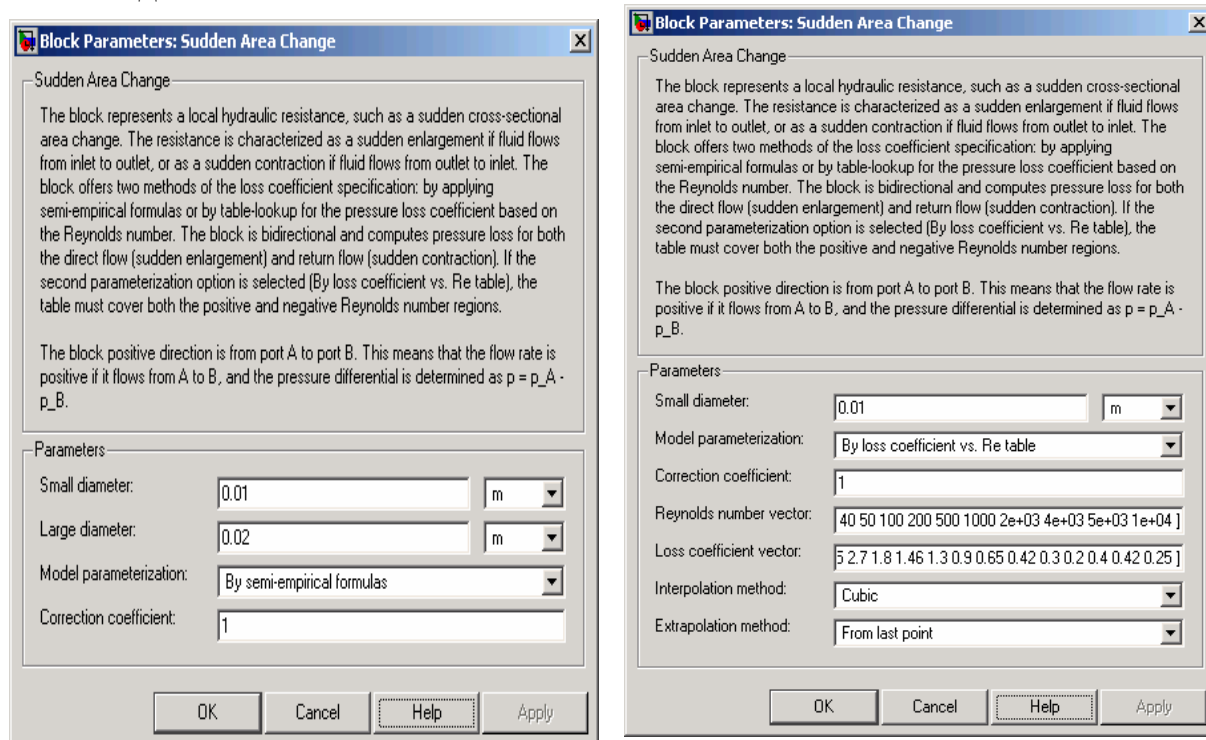 Block Parameters: Sudden Area Change
Sudden Area Change
The block represents a local hydraulic resistance, such as a sudden cross-sectional
area change. The resistance is characterized as a sudden enlargement if fluid flows
from inlet to outlet, or as a sudden contraction if fluid flows from outlet to inlet. The
block offers two methods of the loss coefficient specification: by applying
semi-empirical formulas or by table-lookup for the pressure loss coefficient based on
the Reynolds number. The block is bidirectional and computes pressure loss for both
the direct flow (sudden enlargement) and return flow (sudden contraction). If the
second parameterization option is selected (By loss coefficient vs. Re table), the
table must cover both the positive and negative Reynolds number regions.
The block positive direction is from port A to port B. This means that the flow rate is
positive if it flows from A to B, and the pressure differential is determined as p = p_A -
p_B.
Parameters
Small diameter: 0.01 m
Large diameter: 0.02 m
Model parameterization: By semi-empirical formulas
Correction coefficient: 1
OK Cancel Help Apply
Block Parameters: Sudden Area Change
Sudden Area Change
The block represents a local hydraulic resistance, such as a sudden cross-sectional
area change. The resistance is characterized as a sudden enlargement if fluid flows
from inlet to outlet, or as a sudden contraction if fluid flows from outlet to inlet. The
block offers two methods of the loss coefficient specification: by applying
semi-empirical formulas or by table-lookup for the pressure loss coefficient based on
the Reynolds number. The block is bidirectional and computes pressure loss for both
the direct flow (sudden enlargement) and return flow (sudden contraction). If the
second parameterization option is selected (By loss coefficient vs. Re table), the
table must cover both the positive and negative Reynolds number regions.
The block positive direction is from port A to port B. This means that the flow rate is
positive if it flows from A to B, and the pressure differential is determined as p = p_A -
p_B.
Parameters
Small diameter: 0.01 m
Model parameterization: By loss coefficient vs. Re table
Correction coefficient: 1
Reynolds number vector: 40 50 100 200 500 1000 2e+03 4e+03 5e+03 1e+04 ]
Loss coefficient vector: 5 2.7 1.8 1.46 1.3 0.9 0.65 0.42 0.3 0.2 0.4 0.42 0.25 ]
Interpolation method: Cubic
Extrapolation method: From last point
OK Cancel Help Apply